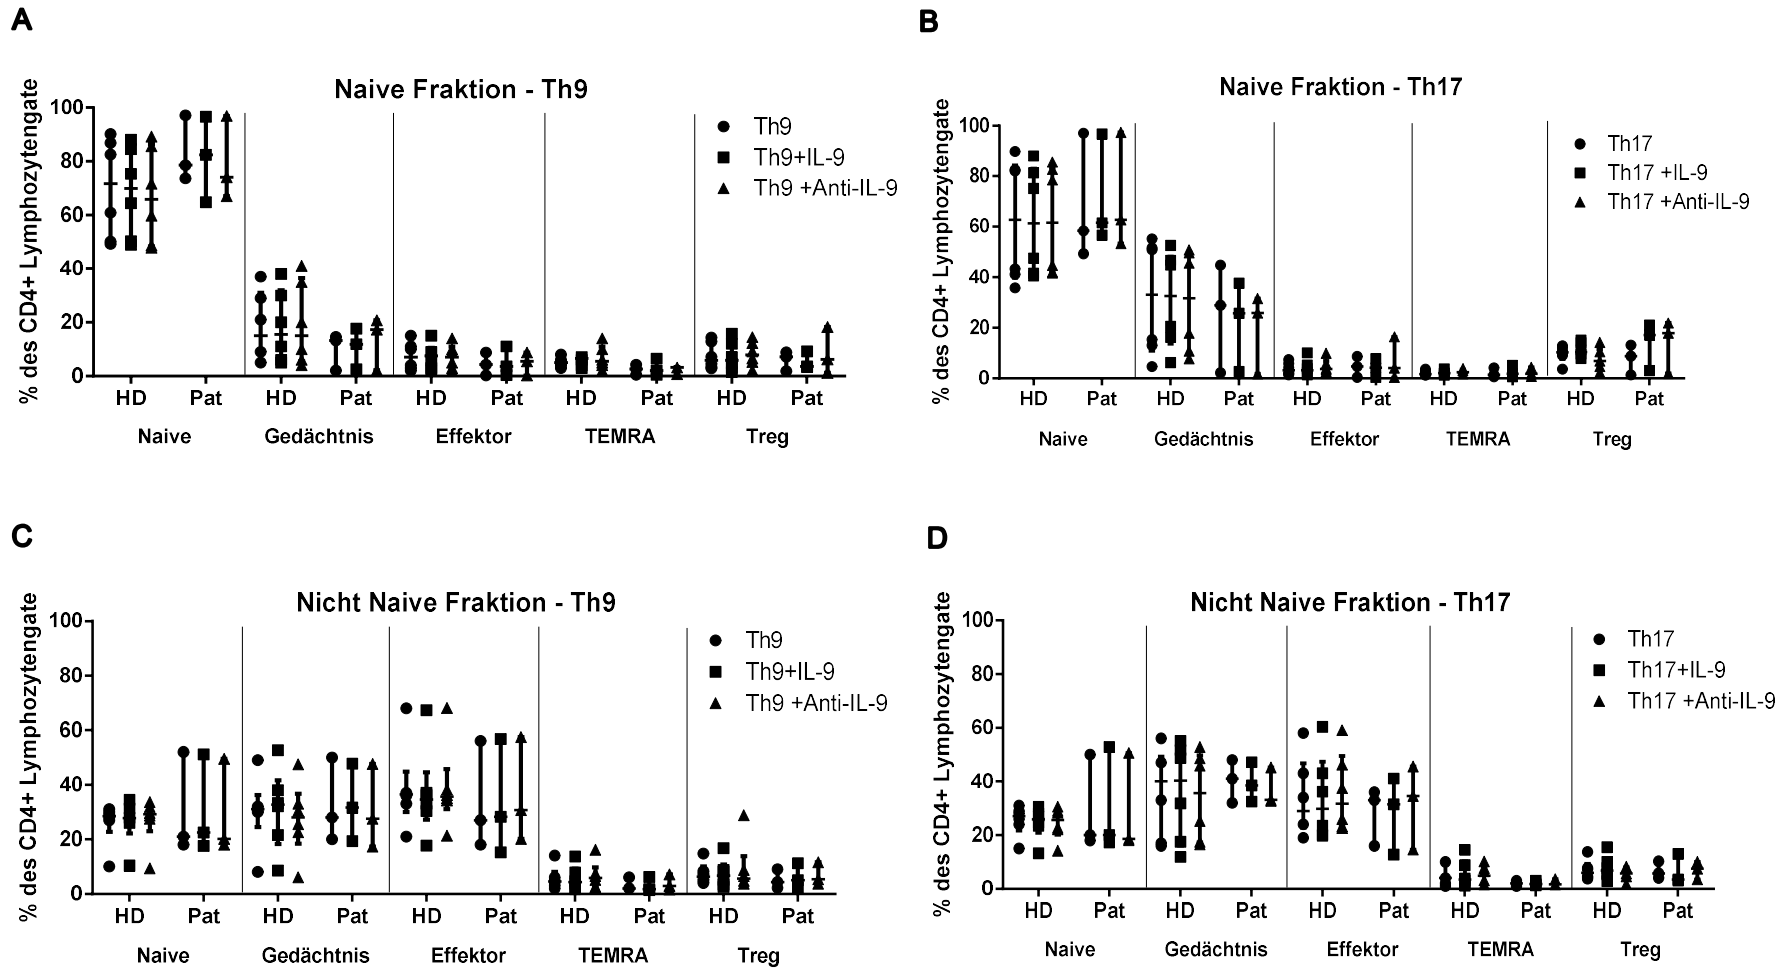 A
Naive Fraktion - Th9
% des CD4+ Lymphozytengate
100
80
60
40
20
0
Th9
Th9+IL-9
Th9 +Anti-IL-9
HD Pat HD Pat HD Pat HD Pat HD Pat
Naive Gedächtnis Effektor TEMRA Treg
B
Naive Fraktion - Th17
% des CD4+ Lymphozytengate
100
80
60
40
20
0
Th17
Th17 +IL-9
Th17 +Anti-IL-9
HD Pat HD Pat HD Pat HD Pat HD Pat
Naive Gedächtnis Effektor TEMRA Treg
C
Nicht Naive Fraktion - Th9
% des CD4+ Lymphozytengate
100
80
60
40
20
0
Th9
Th9+IL-9
Th9 +Anti-IL-9
HD Pat HD Pat HD Pat HD Pat HD Pat
Naive Gedächtnis Effektor TEMRA Treg
D
Nicht Naive Fraktion - Th17
% des CD4+ Lymphozytengate
100
80
60
40
20
0
Th17
Th17+IL-9
Th17 +Anti-IL-9
HD Pat HD Pat HD Pat HD Pat HD Pat
Naive Gedächtnis Effektor TEMRA Treg